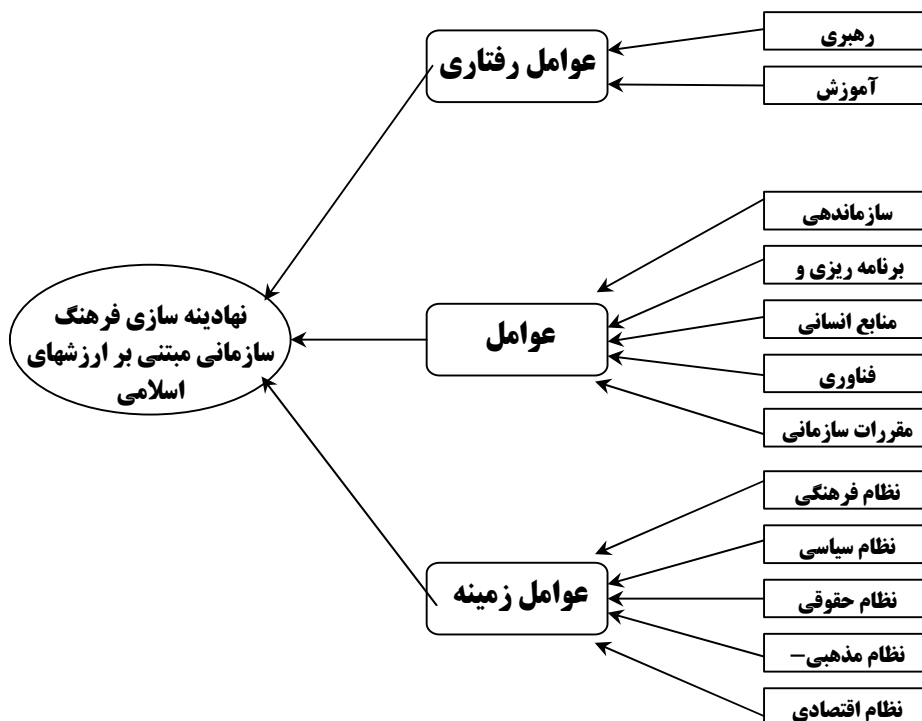 رهبری
آموزش
عوامل رفتاری
سازماندهی
برنامه ریزی و
منابع انسانی
فناوری
مقررات سازمانی
عوامل
نظام فرهنگی
نظام سیاسی
نظام حقوقی
نظام مذهبی–
نظام اقتصادی
عوامل زمینه
نهادینه سازی فرهنگ
سازمانی مبتنی بر ارزشهای
اسلامی